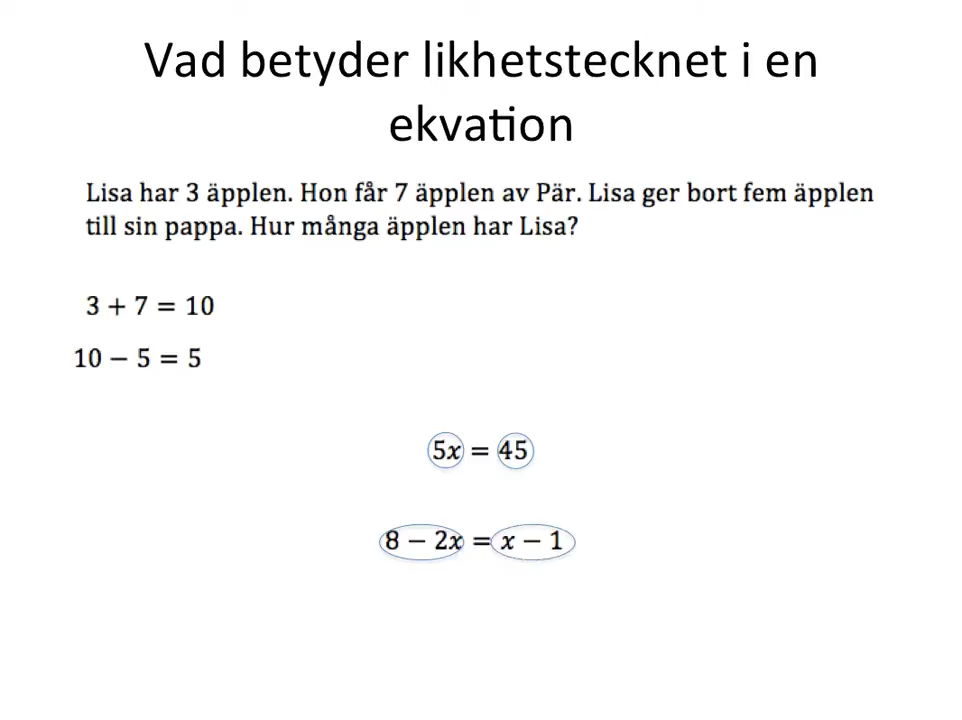 Vad betyder likhetstecknet i en
ekvation
Lisa har 3 äpplen. Hon får 7 äpplen av Pär. Lisa ger bort fem äpplen
till sin pappa. Hur många äpplen har Lisa?
3 + 7 = 10
10 − 5 = 5
5x = 45
8 − 2x = x − 1